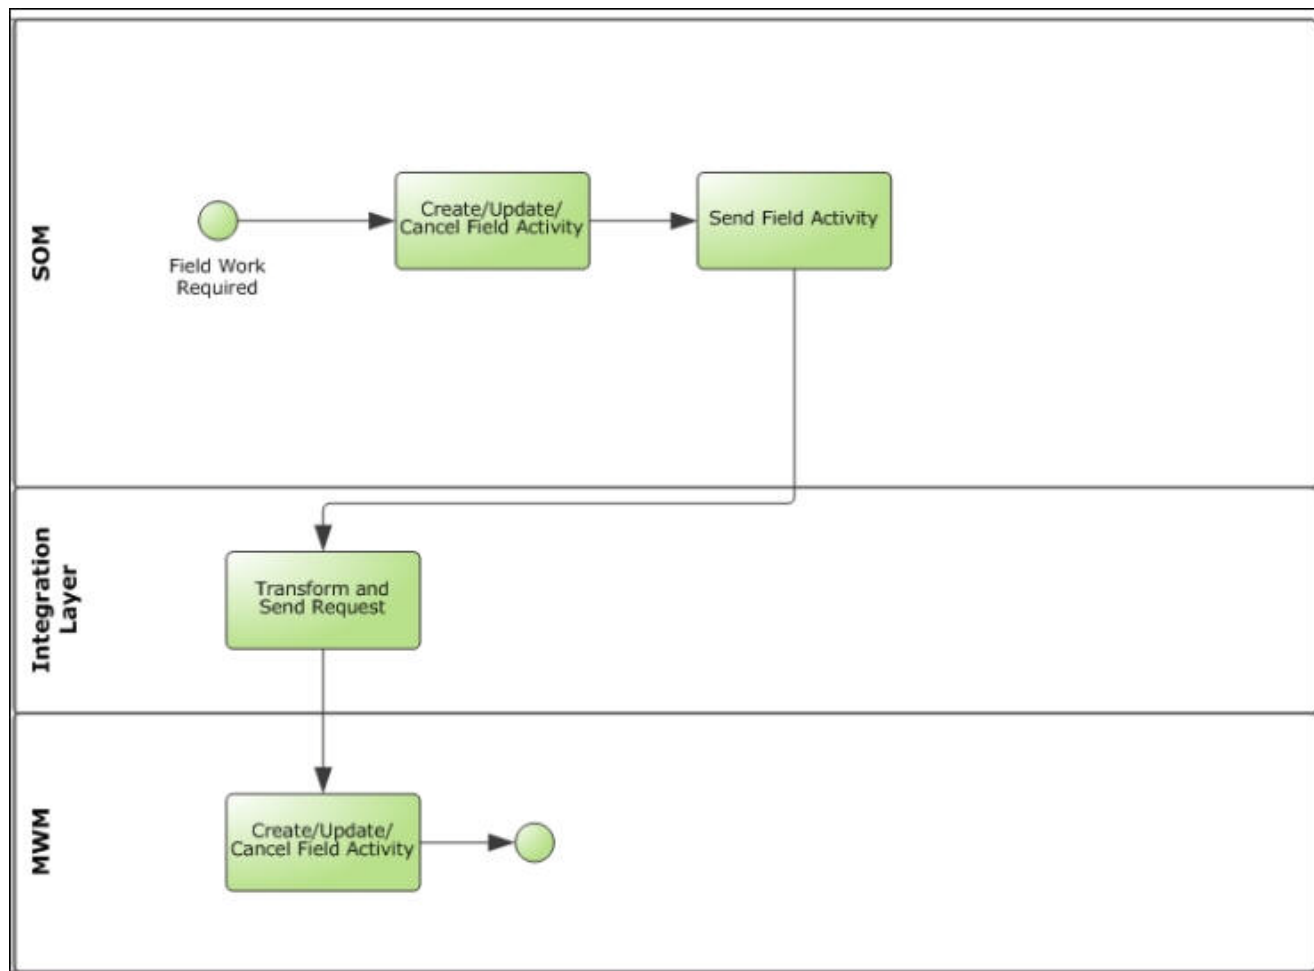 SOM
Field Work
Required
Create/Update/
Cancel Field Activity
Send Field Activity
Integration
Layer
Transform and
Send Request
MWM
Create/Update/
Cancel Field Activity